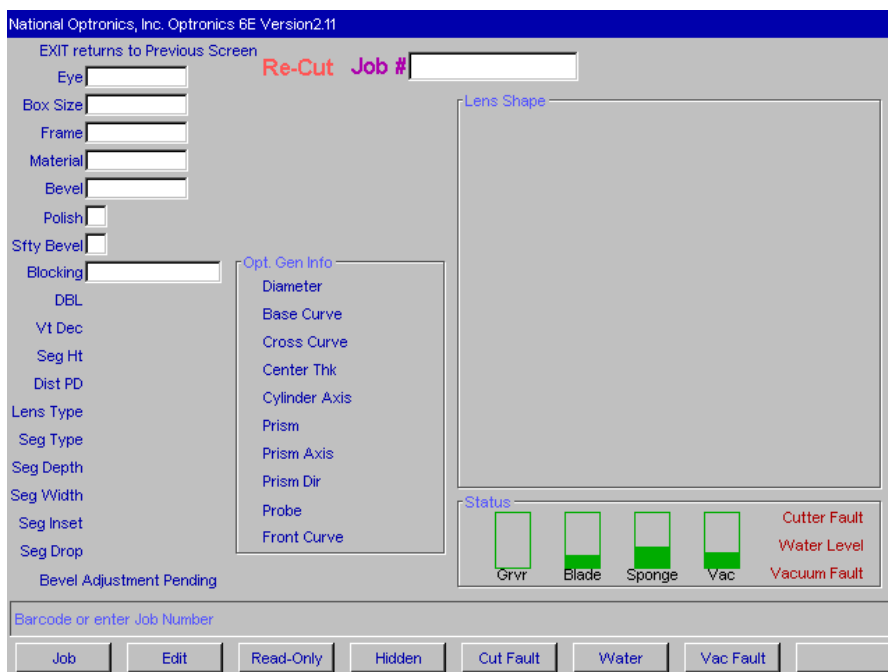 National Optronics, Inc. Optronics 6E Version2.11
EXIT returns to Previous Screen
Re-Cut Job #
Eye
Box Size
Frame
Material
Bevel
Polish
Sfty Bevel
Blocking
DBL
Vt Dec
Seg Ht
Dist PD
Lens Type
Seg Type
Seg Depth
Seg Width
Seg Inset
Seg Drop
Bevel Adjustment Pending
Opt. Gen Info
Diameter
Base Curve
Cross Curve
Center Thk
Cylinder Axis
Prism
Prism Axis
Prism Dir
Probe
Front Curve
Lens Shape
Status
Grvr Blade Sponge Vac
Cutter Fault
Water Level
Vacuum Fault
Barcode or enter Job Number
Job Edit Read-Only Hidden Cut Fault Water Vac Fault